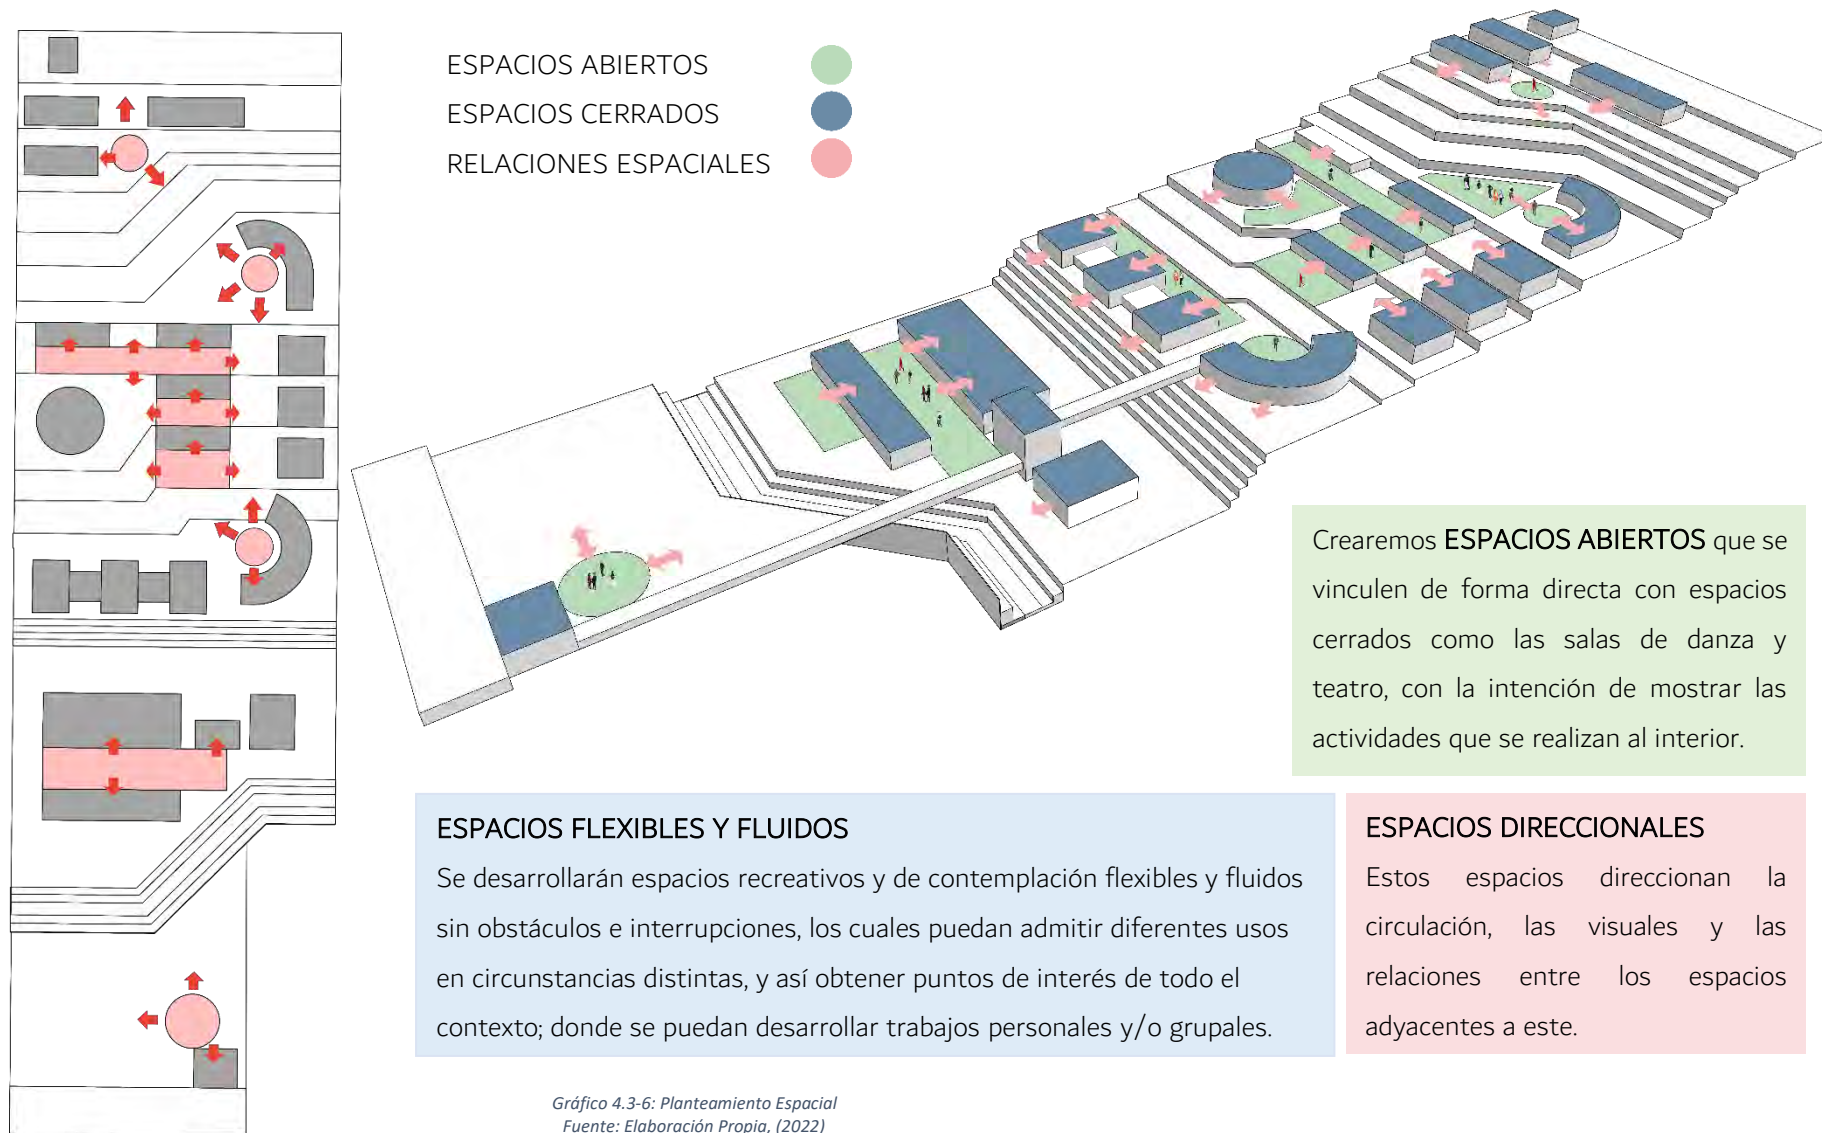 ESPACIOS ABIERTOS
ESPACIOS CERRADOS
RELACIONES ESPACIALES
Crearemos ESPACIOS ABIERTOS que se
vinculen de forma directa con espacios
cerrados como las salas de danza y
teatro, con la intención de mostrar las
actividades que se realizan al interior.
ESPACIOS FLEXIBLES Y FLUIDOS
Se desarrollarán espacios recreativos y de contemplación flexibles y fluidos
sin obstáculos e interrupciones, los cuales puedan admitir diferentes usos
en circunstancias distintas, y así obtener puntos de interés de todo el
contexto; donde se puedan desarrollar trabajos personales y/o grupales.
ESPACIOS DIRECCIONALES
Estos espacios direccionan la
circulación, las visuales y las
relaciones entre los espacios
adyacentes a este.
Gráfico 4.3-6: Planteamiento Espacial
Fuente: Elaboración Propia, (2022)